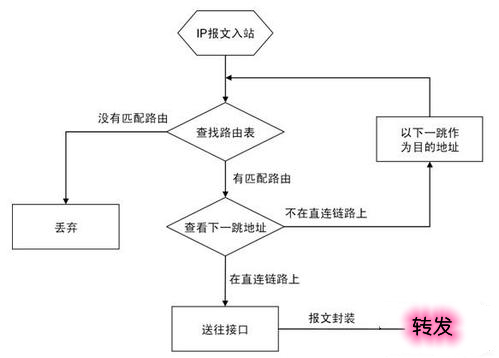 IP报文入站
没有匹配路由
查找路由表
以下一跳作
为目的地址
有匹配路由
丢弃
查看下一跳地址
不在直连链路上
在直连链路上
送往接口
报文封装
转发